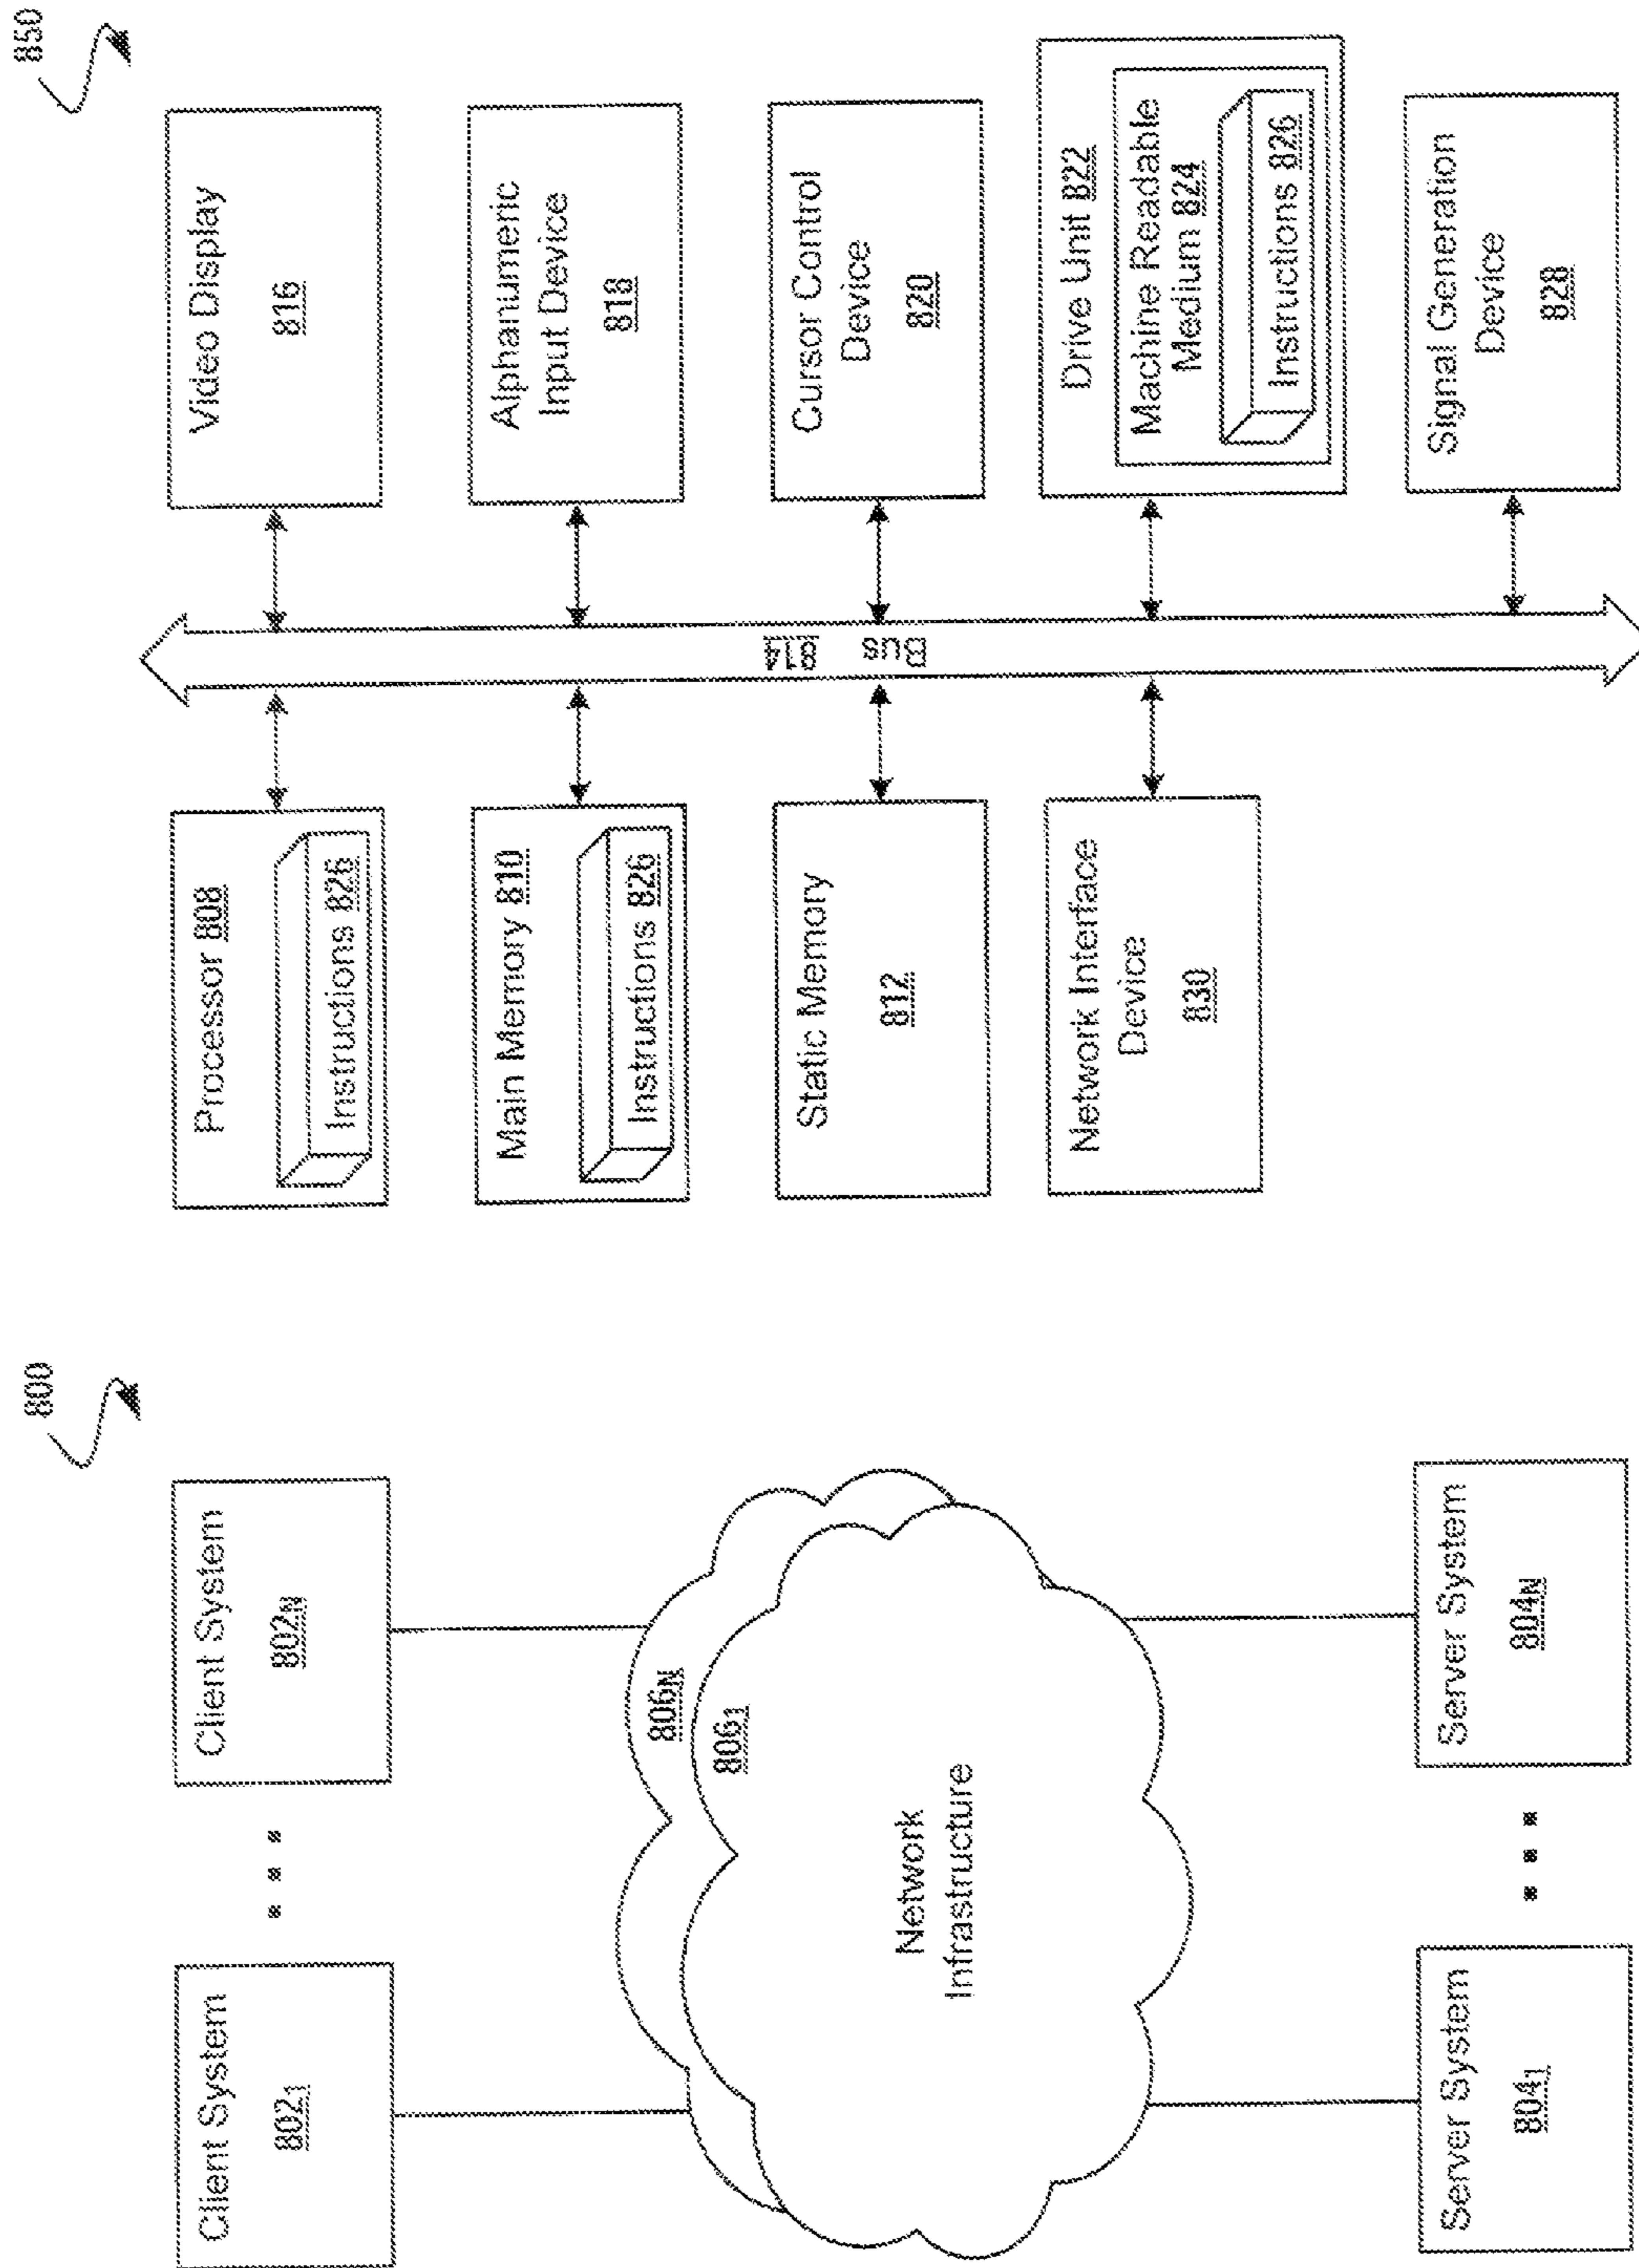 800
Client System
802₁
Client System
802N
806N
806₁
Network
Infrastructure
Server System
804₁
Server System
804N
850
Processor 808
Instructions 826
Main Memory 810
Instructions 826
Static Memory
812
Network Interface
Device
830
Bus 814
Video Display
816
Alphanumeric
Input Device
818
Cursor Control
Device
820
Drive Unit 822
Machine Readable
Medium 824
Instructions 826
Signal Generation
Device
828